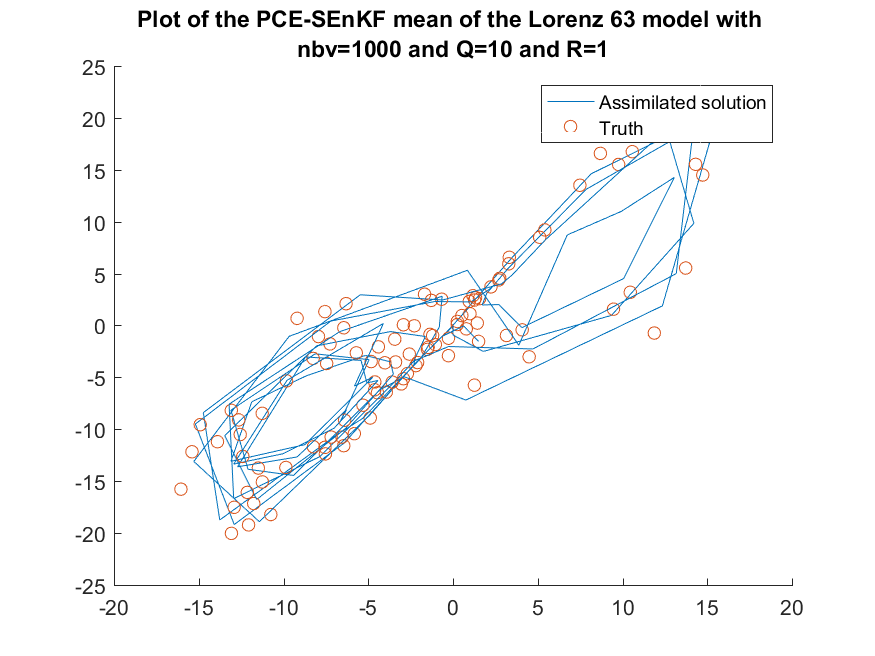 Plot of the PCE-SEnKF mean of the Lorenz 63 model with
nbv=1000 and Q=10 and R=1
25
20
15
10
5
0
-5
-10
-15
-20
-25
Assimilated solution
Truth
-20 -15 -10 -5 0 5 10 15 20